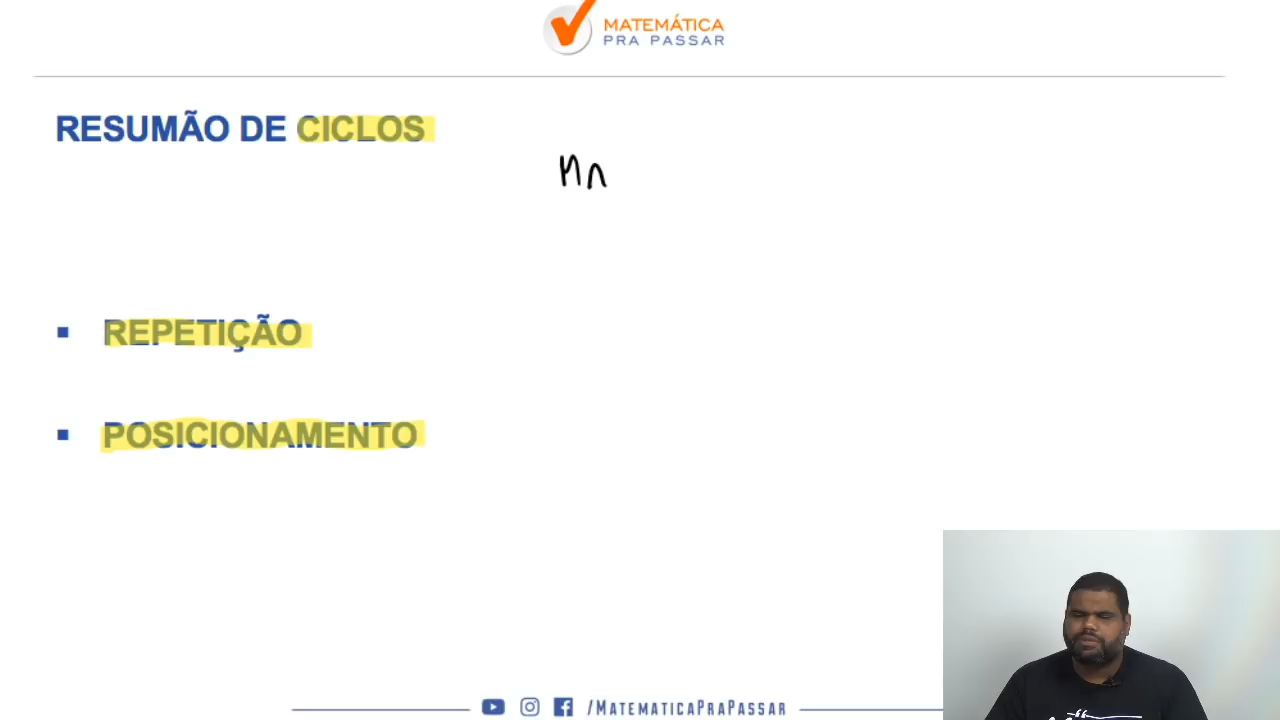 MATEMÁTICA
PRA PASSAR
RESUMÃO DE CICLOS
REPETIÇÃO
POSICIONAMENTO
/MATEMATICAPRAPASSAR